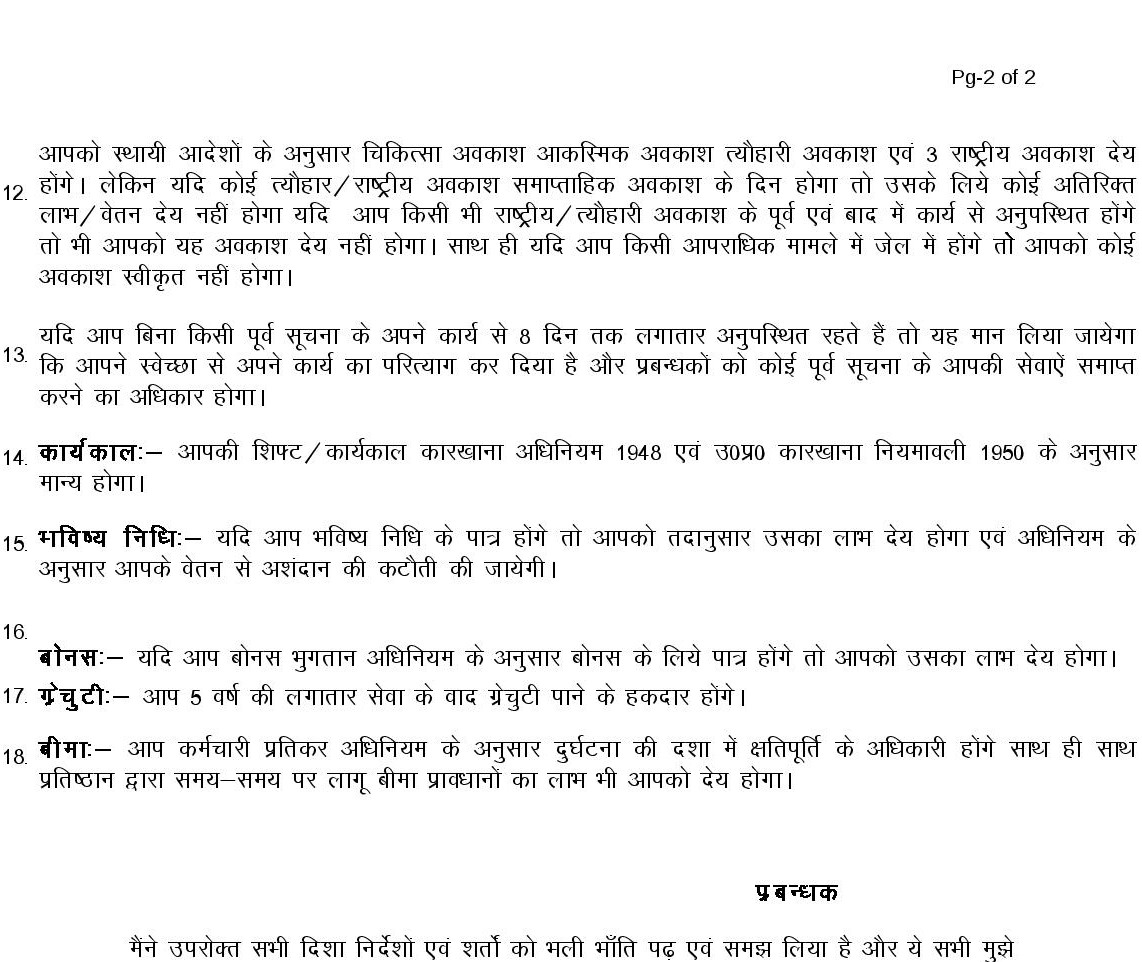 Pg-2 of 2
आपको स्थायी आदेशों के अनुसार चिकित्सा अवकाश आकस्मिक अवकाश त्यौहारी अवकाश एवं 3 राष्ट्रीय अवकाश देय
12. होंगे। लेकिन यदि कोई त्यौहार/राष्ट्रीय अवकाश समाप्ताहिक अवकाश के दिन होगा तो उसके लिये कोई अतिरिक्त
लाभ/वेतन देय नहीं होगा यदि आप किसी भी राष्ट्रीय/त्यौहारी अवकाश के पूर्व एवं बाद में कार्य से अनुपस्थित होंगे
तो भी आपको यह अवकाश देय नहीं होगा। साथ ही यदि आप किसी आपराधिक मामले में जेल में होंगे तो आपको कोई
अवकाश स्वीकृत नहीं होगा।
यदि आप बिना किसी पूर्व सूचना के अपने कार्य से 8 दिन तक लगातार अनुपस्थित रहते हैं तो यह मान लिया जायेगा
13. कि आपने स्वेच्छा से अपने कार्य का परित्याग कर दिया है और प्रबन्धकों को कोई पूर्व सूचना के आपकी सेवाऐं समाप्त
करने का अधिकार होगा।
14. कार्यकाल:– आपकी शिफ्ट/कार्यकाल कारखाना अधिनियम 1948 एवं उ0प्र0 कारखाना नियमावली 1950 के अनुसार
मान्य होगा।
15. भविष्य निधि:– यदि आप भविष्य निधि के पात्र होंगे तो आपको तदानुसार उसका लाभ देय होगा एवं अधिनियम के
अनुसार आपके वेतन से अशंदान की कटौती की जायेगी।
16.
बोनस:– यदि आप बोनस भुगतान अधिनियम के अनुसार बोनस के लिये पात्र होंगे तो आपको उसका लाभ देय होगा।
17. ग्रेचुटी:– आप 5 वर्ष की लगातार सेवा के वाद ग्रेचुटी पाने के हकदार होंगे।
18. बीमा:– आप कर्मचारी प्रतिकर अधिनियम के अनुसार दुर्घटना की दशा में क्षतिपूर्ति के अधिकारी होंगे साथ ही साथ
प्रतिष्ठान द्वारा समय–समय पर लागू बीमा प्रावधानों का लाभ भी आपको देय होगा।
प्रबन्धक
मैंने उपरोक्त सभी दिशा निर्देशों एवं शर्तो को भली भाँति पढ़ एवं समझ लिया है और ये सभी मुझे